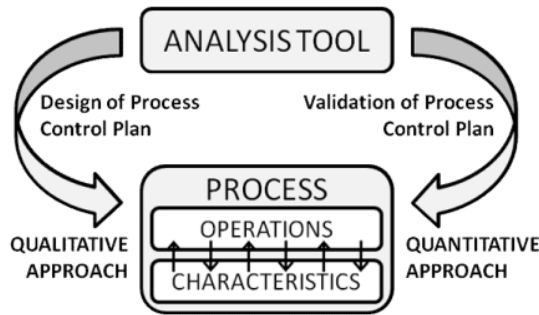 ANALYSIS TOOL
Design of Process
Control Plan
Validation of Process
Control Plan
PROCESS
OPERATIONS
CHARACTERISTICS
QUALITATIVE
APPROACH
QUANTITATIVE
APPROACH